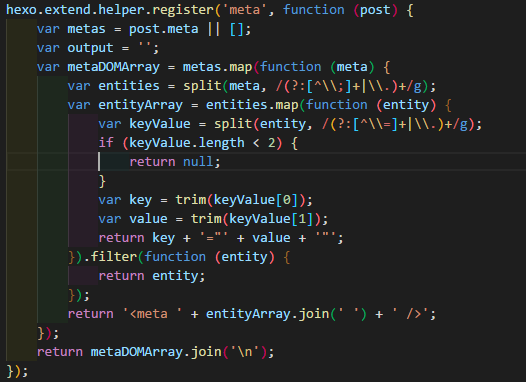 hexo.extend.helper.register('meta', function (post) {
    var metas = post.meta || [];
    var output = '';
    var metaDOMArray = metas.map(function (meta) {
        var entities = split(meta, /(?:[^\\;]+|\\.)+/g);
        var entityArray = entities.map(function (entity) {
            var keyValue = split(entity, /(?:[^\\=]+|\\.)+/g);
            if (keyValue.length < 2) {
                return null;
            }
            var key = trim(keyValue[0]);
            var value = trim(keyValue[1]);
            return key + '="' + value + '"';
        }).filter(function (entity) {
            return entity;
        });
        return '<meta ' + entityArray.join(' ') + ' />';
    });
    return metaDOMArray.join('\n');
});